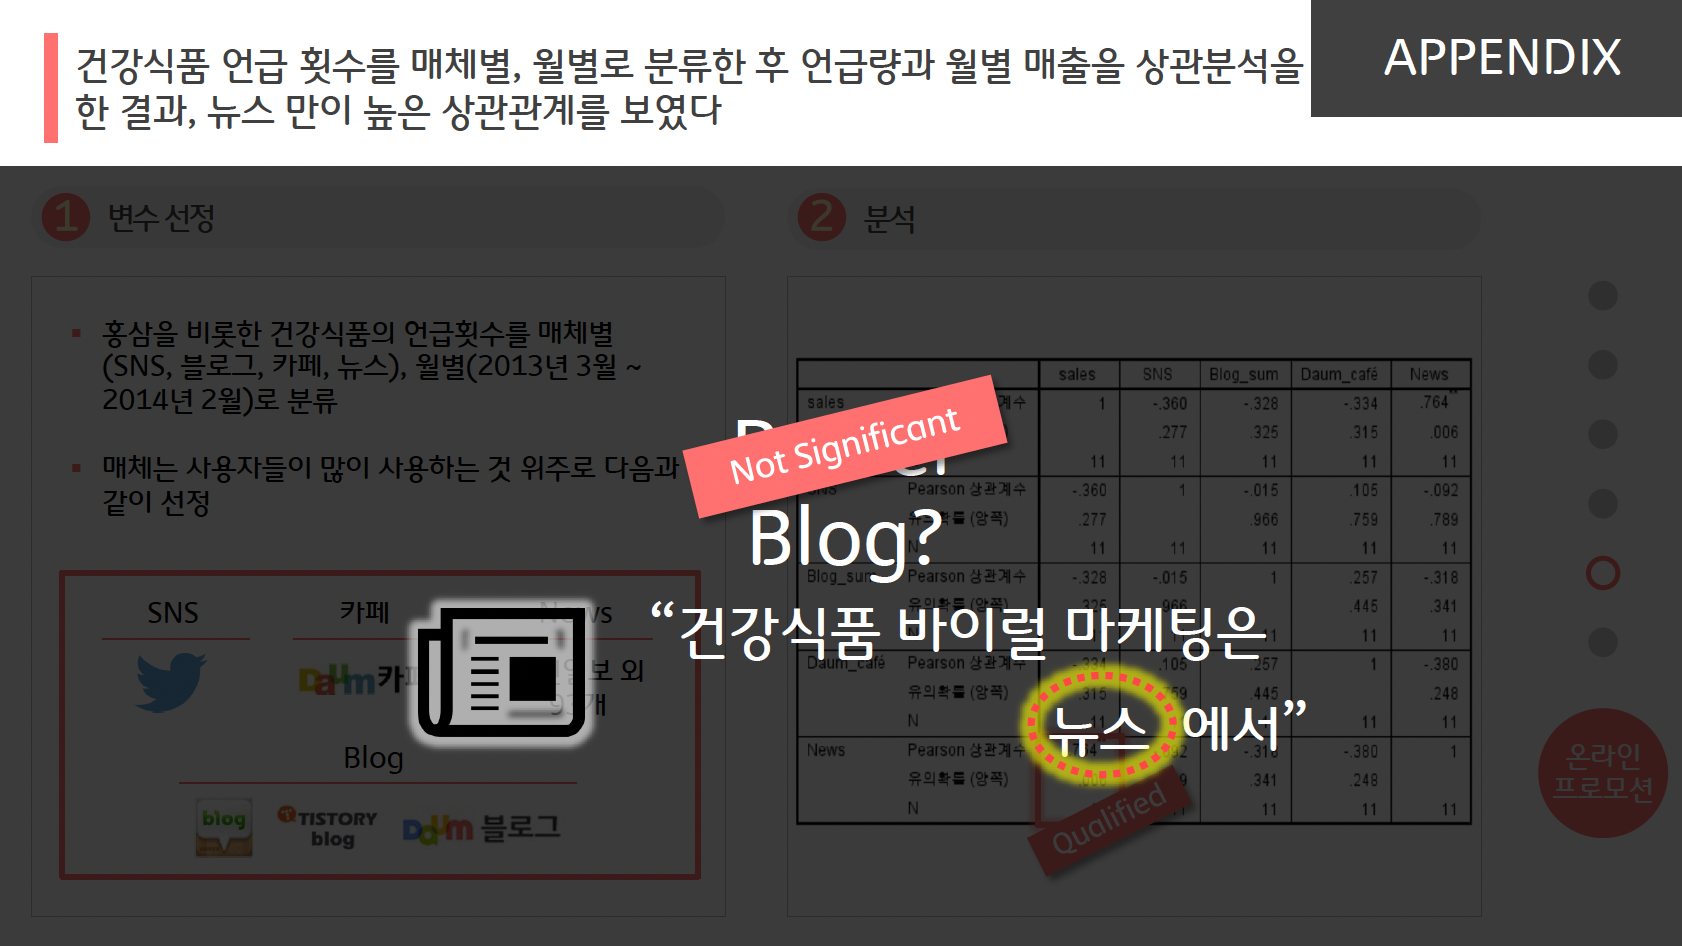 건강식품 언급 횟수를 매체별, 월별로 분류한 후 언급량과 월별 매출을 상관분석을
한 결과, 뉴스 만이 높은 상관관계를 보였다
APPENDIX
1 변수 선정
홍삼을 비롯한 건강식품의 언급횟수를 매체별
(SNS, 블로그, 카페, 뉴스), 월별(2013년 3월 ~
2014년 2월)로 분류
매체는 사용자들이 많이 사용하는 것 위주로 다음과
같이 선정
SNS 카페 News
Daum 카페
보 외
93개
Blog
blog
TISTORY
blog
Daum 블로그
2 분석
sales SNS Blog_sum Daum_café News
sales 계수 1 -.360 -.328 -.334 .764**
.277 .325 .315 .006
11 11 11 11 11
SNS Pearson 상관계수 -.360 1 -.015 .105 -.092
유의확률 (양쪽) .277 .966 .759 .789
N 11 11 11 11 11
Blog_sum Pearson 상관계수 -.328 -.015 1 .257 -.318
유의확률 (양쪽) .325 .966 .445 .341
11 11
Daum_café Pearson 상관계수 -.334 .105 .257 1 -.380
유의확률 (양쪽) .315 .759 .445 .248
N 11 11 11
News Pearson 상관계수 .764 -.092 -.318 -.380 1
유의확률 (양쪽) .006 .341 .248
N 11 11 11 11
Not Significant
Blog?
“건강식품 바이럴 마케팅은
뉴스 에서”
Qualified
온라인
프로모션